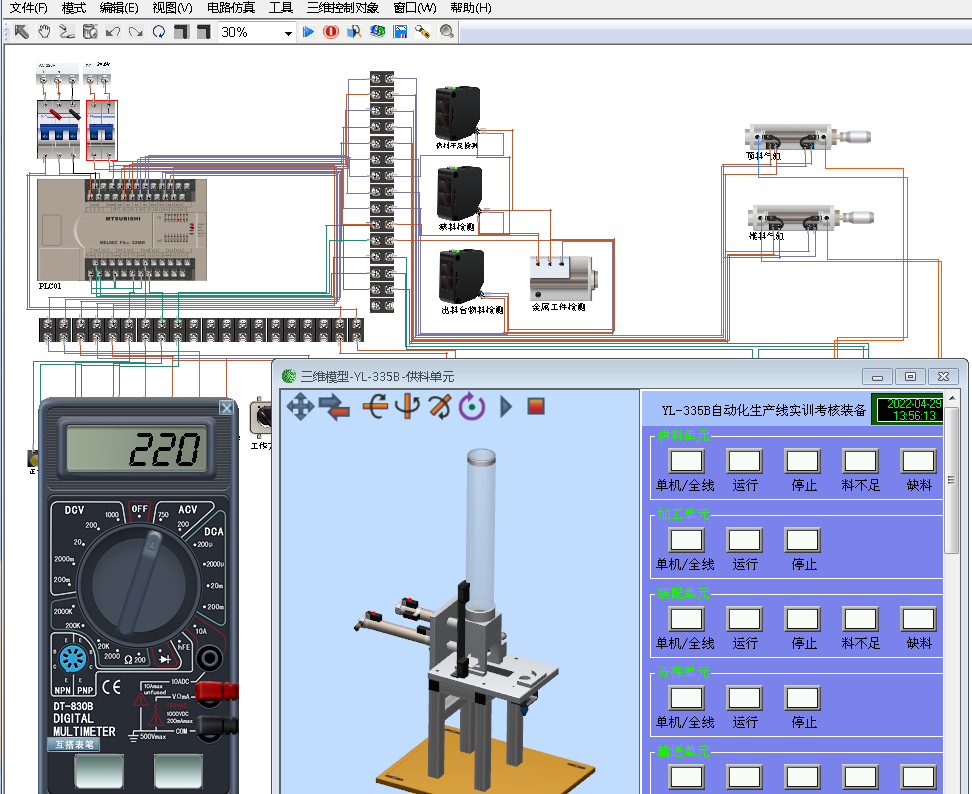 文件(F) 模式 编辑(E) 视图(V) 电路仿真 工具 三维控制对象 窗口(W) 帮助(H)
30%
AC 220V
供料不足检测
顶料气缸
缺料检测
推料气缸
MITSUBISHI
MELSEC FX2N-32MR
PLC01
出料台物料检测
金属工件检测
三维模型-YL-335B-供料单元
YL-335B自动化生产线实训考核装备
2022-04-29
13:56:13
供料单元
单机/全线 运行 停止 料不足 缺料
加工单元
单机/全线 运行 停止
装配单元
单机/全线 运行 停止 料不足 缺料
分拣单元
单机/全线 运行 停止
输送单元
220
DCV OFF ACV
1000 750
200 200
DCA
20 200μ
2000m 2000μ
200m 20m
2000K 200m
200K 10A
20K hFE
2000 Ω 200
E E
B B
C C
E E
NPN PNP
CE
10Amax
unfused
10ADC
VΩmA
DT-830B
DIGITAL
MULTIMETER
1000VDC
200mAmax
COM
500Vmax
互搭表笔